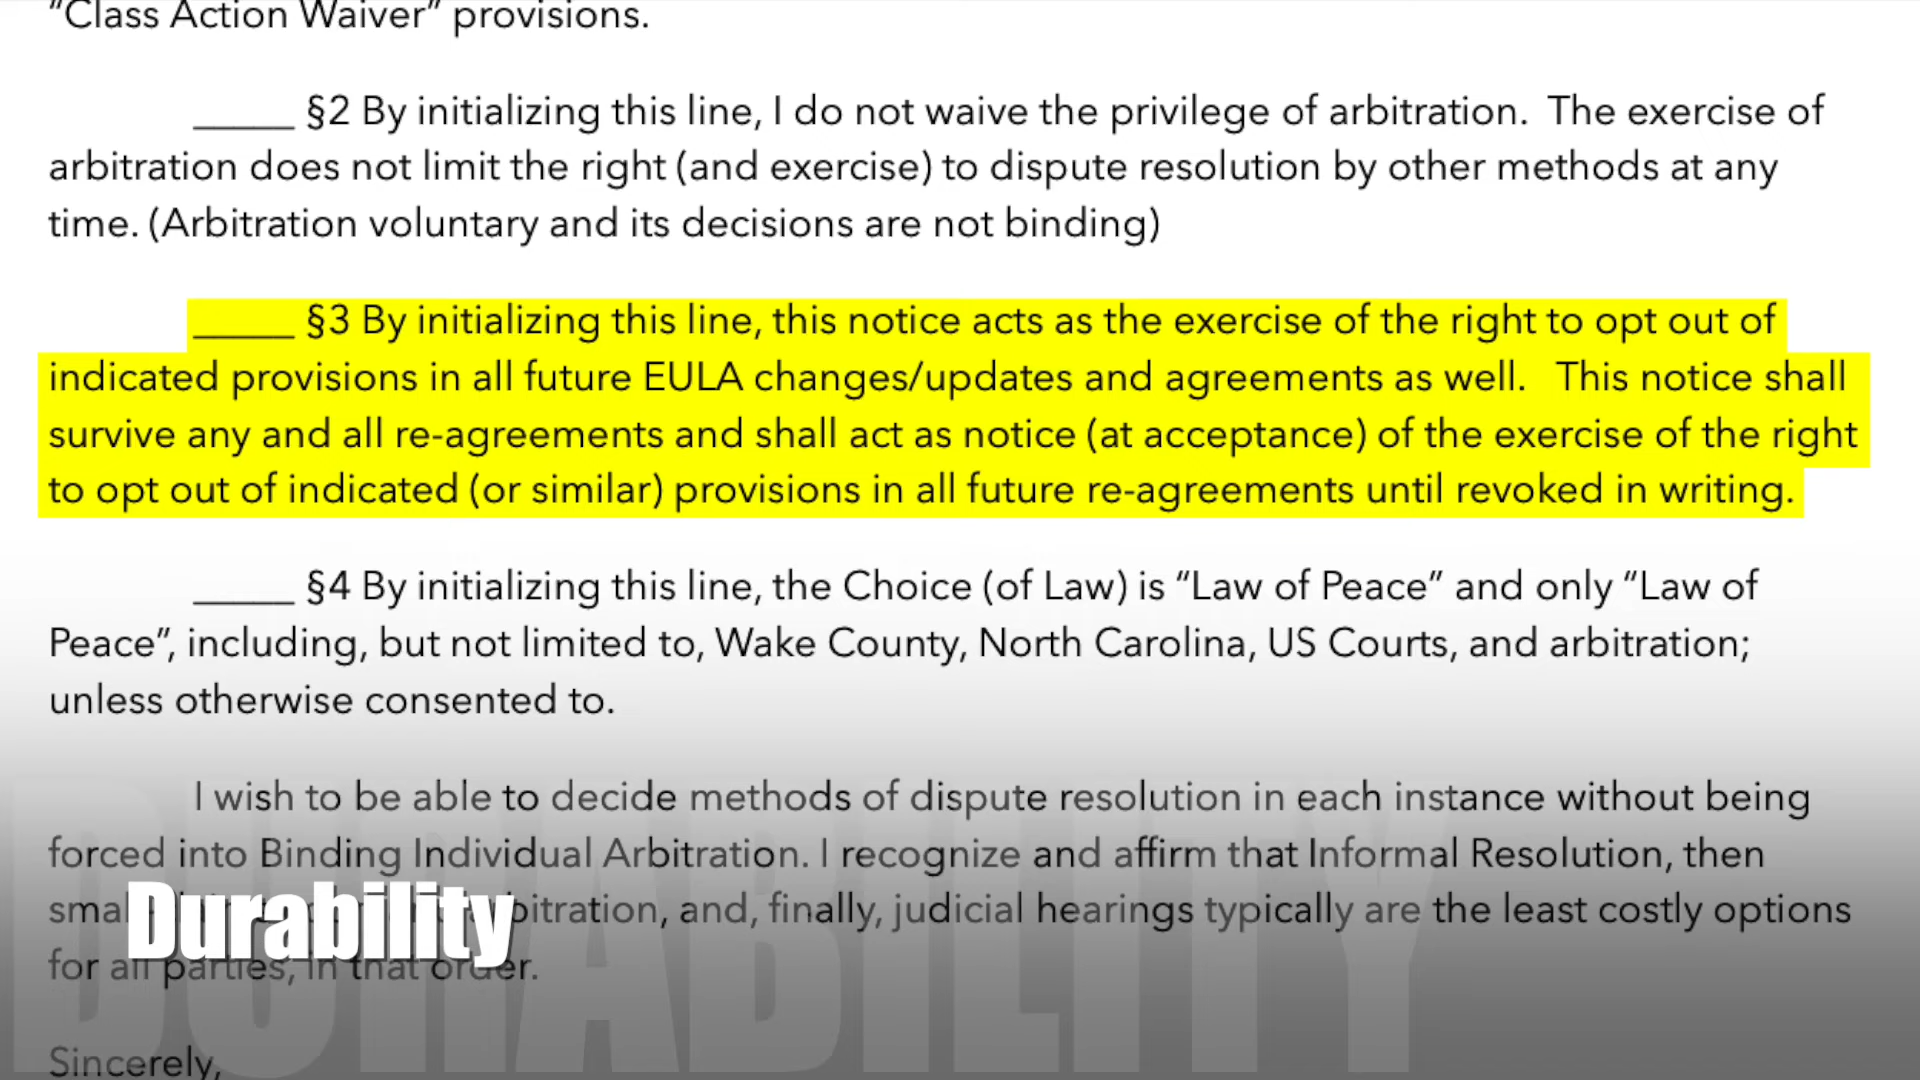 "Class Action Waiver" provisions.
_____ §2 By initializing this line, I do not waive the privilege of arbitration. The exercise of
arbitration does not limit the right (and exercise) to dispute resolution by other methods at any
time. (Arbitration voluntary and its decisions are not binding)
_____ §3 By initializing this line, this notice acts as the exercise of the right to opt out of
indicated provisions in all future EULA changes/updates and agreements as well. This notice shall
survive any and all re-agreements and shall act as notice (at acceptance) of the exercise of the right
to opt out of indicated (or similar) provisions in all future re-agreements until revoked in writing.
_____ §4 By initializing this line, the Choice (of Law) is "Law of Peace" and only "Law of
Peace", including, but not limited to, Wake County, North Carolina, US Courts, and arbitration;
unless otherwise consented to.
I wish to be able to decide methods of dispute resolution in each instance without being
forced into Binding Individual Arbitration. I recognize and affirm that Informal Resolution, then
and, finally, judicial hearings typically are the least costly options
for all parties, in that order.
Durability
DURABILITY
Sincerely,